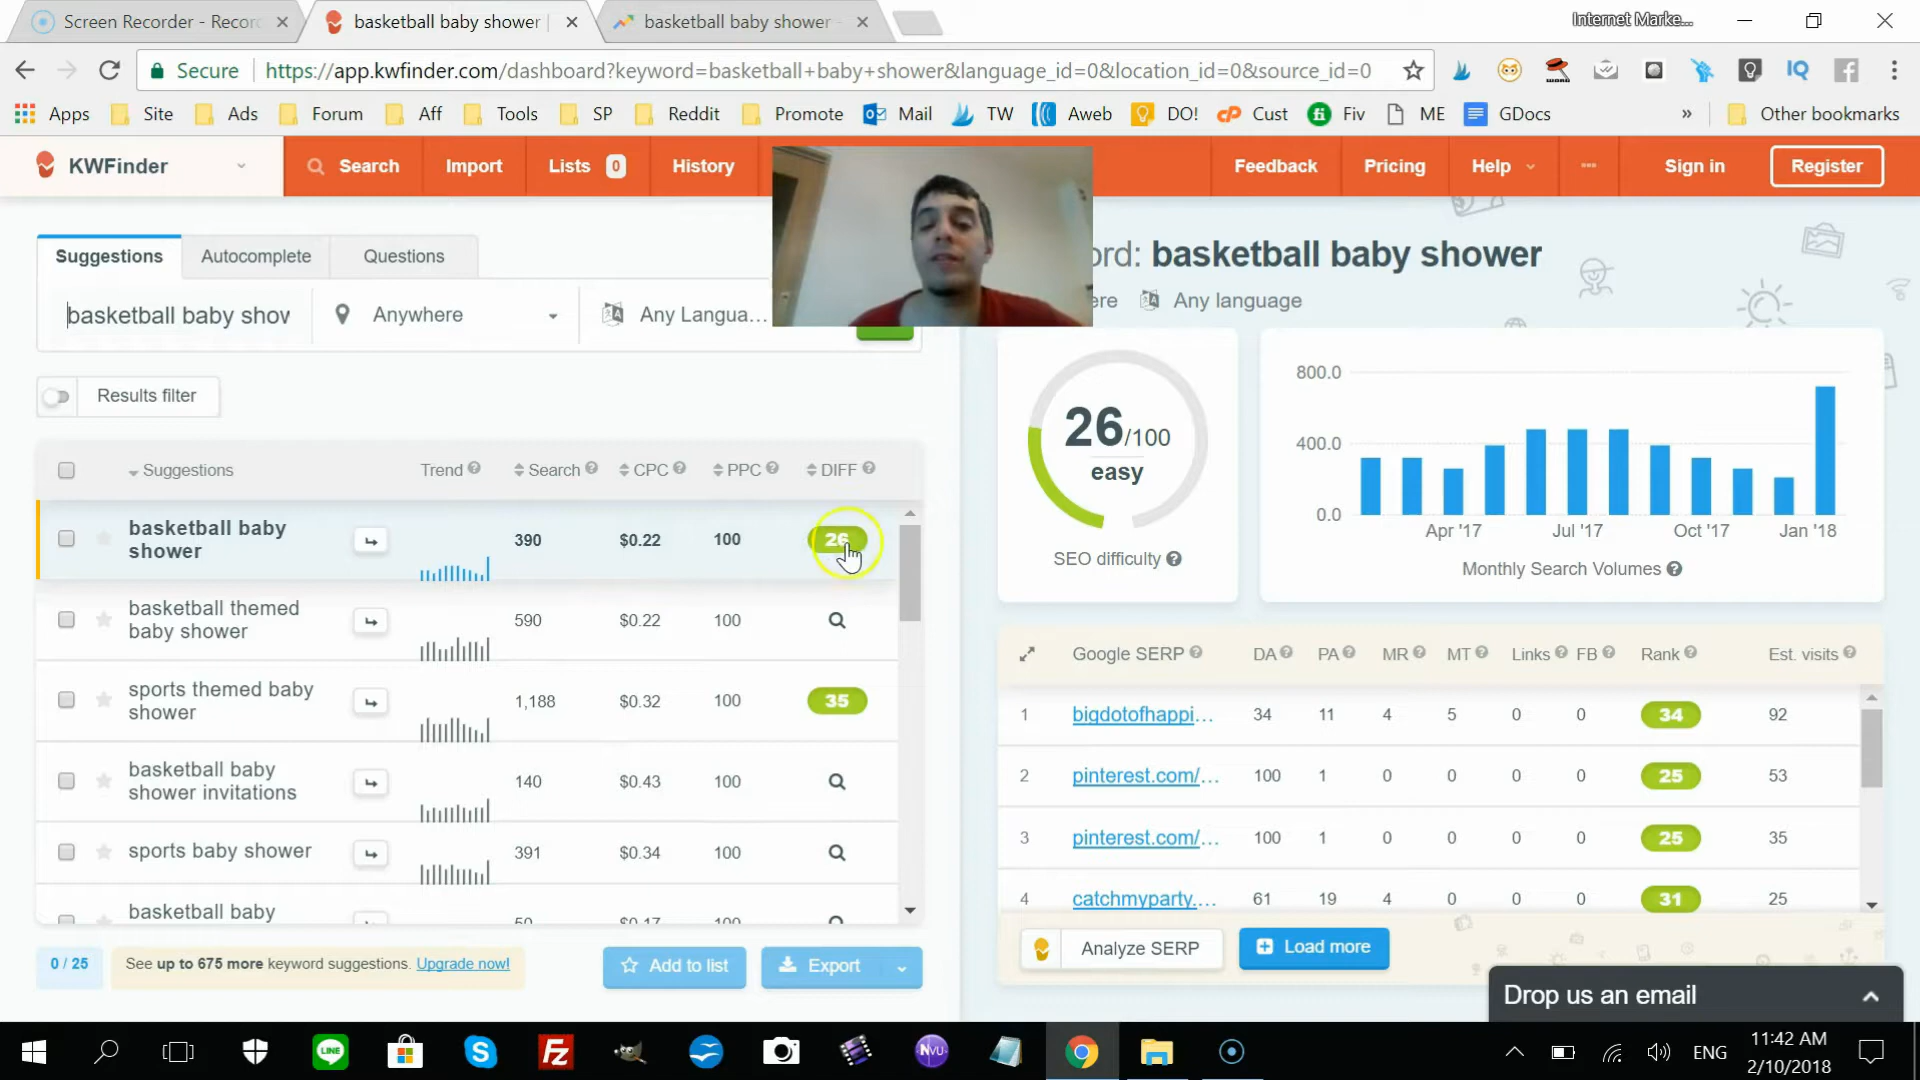 Screen Recorder - Recor
basketball baby shower |
basketball baby shower -
Internet Marke...
Secure
https://app.kwfinder.com/dashboard?keyword=basketball+baby+shower&language_id=0&location_id=0&source_id=0
Apps
Site
Ads
Forum
Aff
Tools
SP
Reddit
Promote
Mail
TW
Aweb
DO!
Cust
Fiv
ME
GDocs
»
Other bookmarks
KWFinder
Search
Import
Lists 0
History
Feedback
Pricing
Help
Sign in
Register
Suggestions
Autocomplete
Questions
basketball baby show
Anywhere
Any Langua...
ord: basketball baby shower
ere
Any language
Results filter
Suggestions Trend Search CPC PPC DIFF
basketball baby shower 390 $0.22 100 26
basketball themed baby shower 590 $0.22 100
sports themed baby shower 1,188 $0.32 100 35
basketball baby shower invitations 140 $0.43 100
sports baby shower 391 $0.34 100
basketball baby 50 $0.17 100
0 / 25
See up to 675 more keyword suggestions. Upgrade now!
Add to list
Export
26/100
easy
SEO difficulty
800.0
400.0
0.0
Apr '17
Jul '17
Oct '17
Jan '18
Monthly Search Volumes
Google SERP DA PA MR MT Links FB Rank Est. visits
1 bigdotofhappi... 34 11 4 5 0 0 34 92
2 pinterest.com/... 100 1 0 0 0 0 25 53
3 pinterest.com/... 100 1 0 0 0 0 25 35
4 catchmyparty.... 61 19 4 0 0 0 31 25
Analyze SERP
Load more
Drop us an email
LINE
Fz
NVU
ENG
11:42 AM
2/10/2018